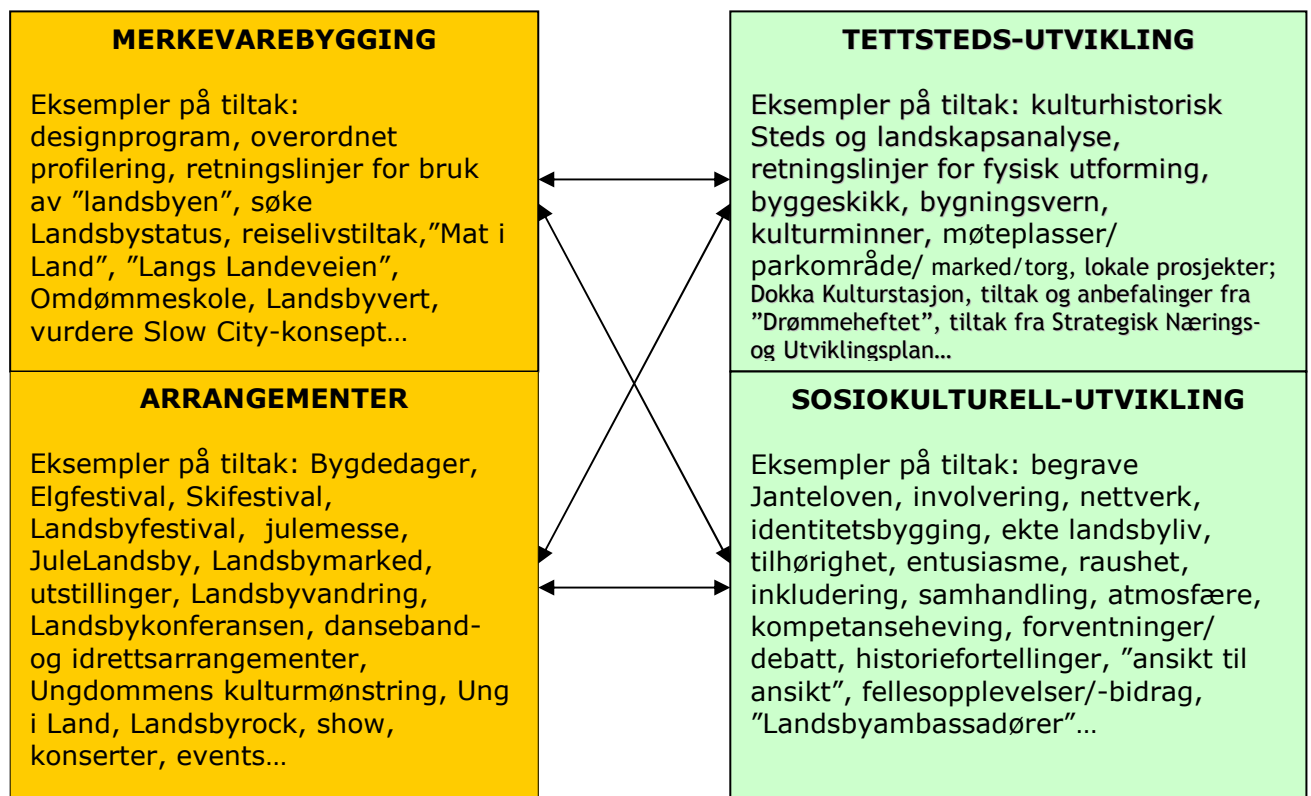 MERKEVAREBYGGING
Eksempler på tiltak:
designprogram, overordnet
profilering, retningslinjer for bruk
av ”landsbyen”, søke
Landsbystatus, reiselivstiltak,”Mat i
Land”, ”Langs Landeveien”,
Omdømmeskole, Landsbyvert,
vurdere Slow City-konsept…
TETTSTEDS-UTVIKLING
Eksempler på tiltak: kulturhistorisk
Steds og landskapsanalyse,
retningslinjer for fysisk utforming,
byggeskikk, bygningsvern,
kulturminner, møteplasser/
parkområde/ marked/torg, lokale prosjekter;
Dokka Kulturstasjon, tiltak og anbefalinger fra
”Drømmeheftet”, tiltak fra Strategisk Nærings-
og Utviklingsplan…
ARRANGEMENTER
Eksempler på tiltak: Bygdedager,
Elgfestival, Skifestival,
Landsbyfestival, julemesse,
JuleLandsby, Landsbymarked,
utstillinger, Landsbyvandring,
Landsbykonferansen, danseband-
og idrettsarrangementer,
Ungdommens kulturmønstring, Ung
i Land, Landsbyrock, show,
konserter, events…
SOSIOKULTURELL-UTVIKLING
Eksempler på tiltak: begrave
Janteloven, involvering, nettverk,
identitetsbygging, ekte landsbyliv,
tilhørighet, entusiasme, raushet,
inkludering, samhandling, atmosfære,
kompetanseheving, forventninger/
debatt, historiefortellinger, ”ansikt til
ansikt”, fellesopplevelser/-bidrag,
”Landsbyambassadører”…